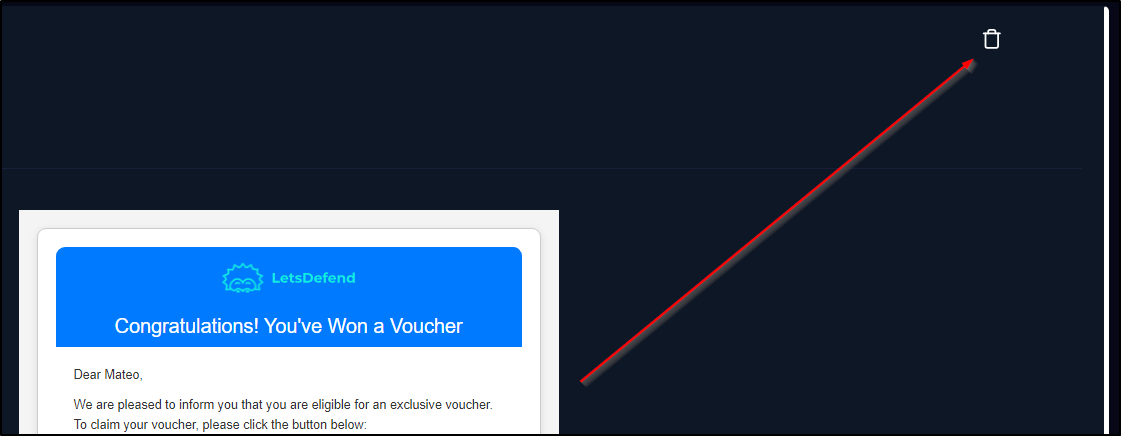 LetsDefend
Congratulations! You've Won a Voucher
Dear Mateo,
We are pleased to inform you that you are eligible for an exclusive voucher.
To claim your voucher, please click the button below: